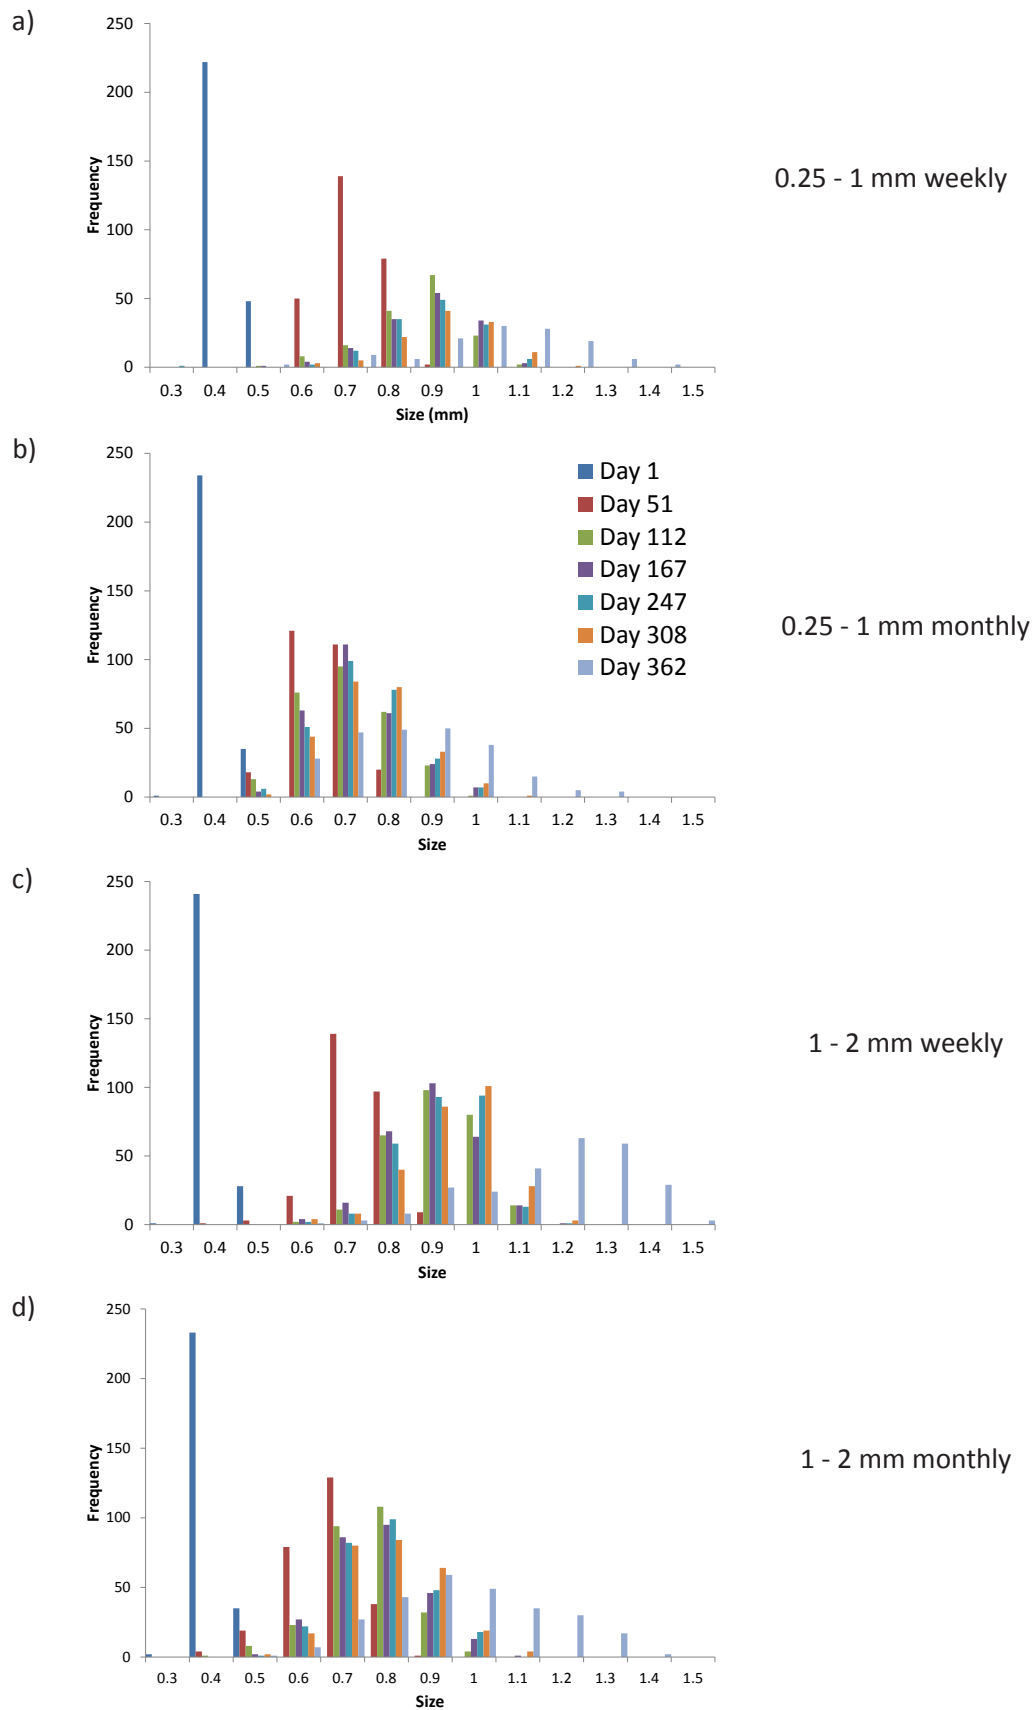 a)
250
200
150
100
50
0
Frequency
0.3 0.4 0.5 0.6 0.7 0.8 0.9 1 1.1 1.2 1.3 1.4 1.5
Size (mm)
0.25 - 1 mm weekly
b)
250
200
150
100
50
0
Frequency
0.3 0.4 0.5 0.6 0.7 0.8 0.9 1 1.1 1.2 1.3 1.4 1.5
Size
Day 1
Day 51
Day 112
Day 167
Day 247
Day 308
Day 362
0.25 - 1 mm monthly
c)
250
200
150
100
50
0
Frequency
0.3 0.4 0.5 0.6 0.7 0.8 0.9 1 1.1 1.2 1.3 1.4 1.5
Size
1 - 2 mm weekly
d)
250
200
150
100
50
0
Frequency
0.3 0.4 0.5 0.6 0.7 0.8 0.9 1 1.1 1.2 1.3 1.4 1.5
Size
1 - 2 mm monthly